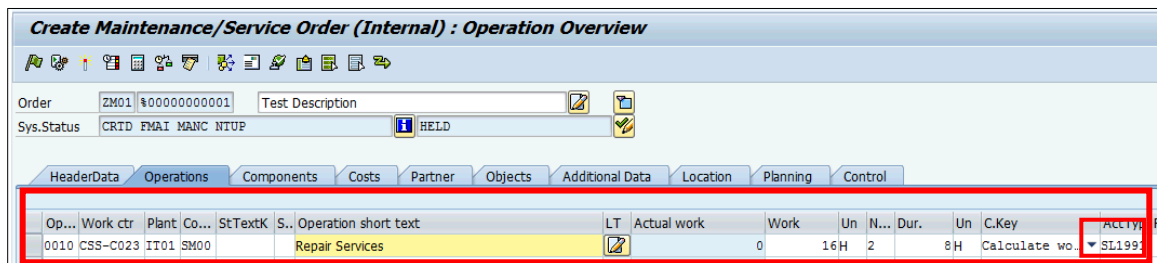 Create Maintenance/Service Order (Internal) : Operation Overview
Order ZM01 %00000000001 Test Description
Sys.Status CRTD FMAI MANC NTUP HELD
HeaderData Operations Components Costs Partner Objects Additional Data Location Planning Control
Op... Work ctr Plant Co... StTextK S.. Operation short text LT Actual work Work Un N... Dur. Un C.Key ActTyp
0010 CSS-C023 IT01 SM00 Repair Services 0 16 H 2 8 H Calculate wo.. SL1991